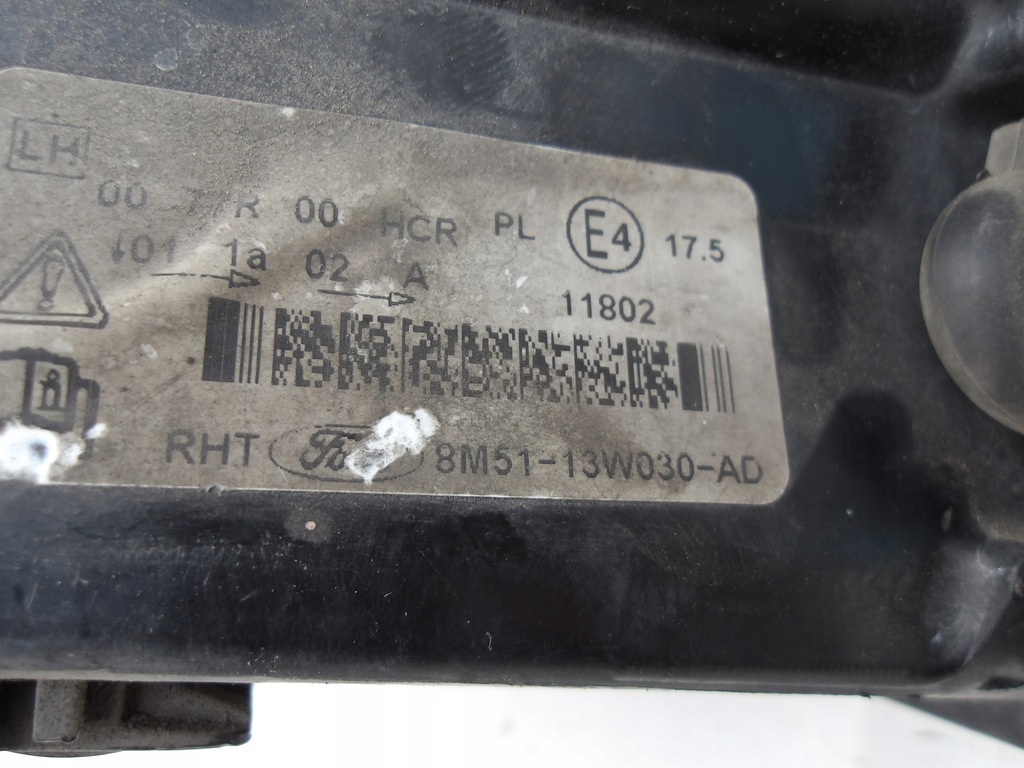 LH
00 R 00 HCR PL E4 17.5
01 1a 02 A
11802
RHT Ford 8M51-13W030-AD